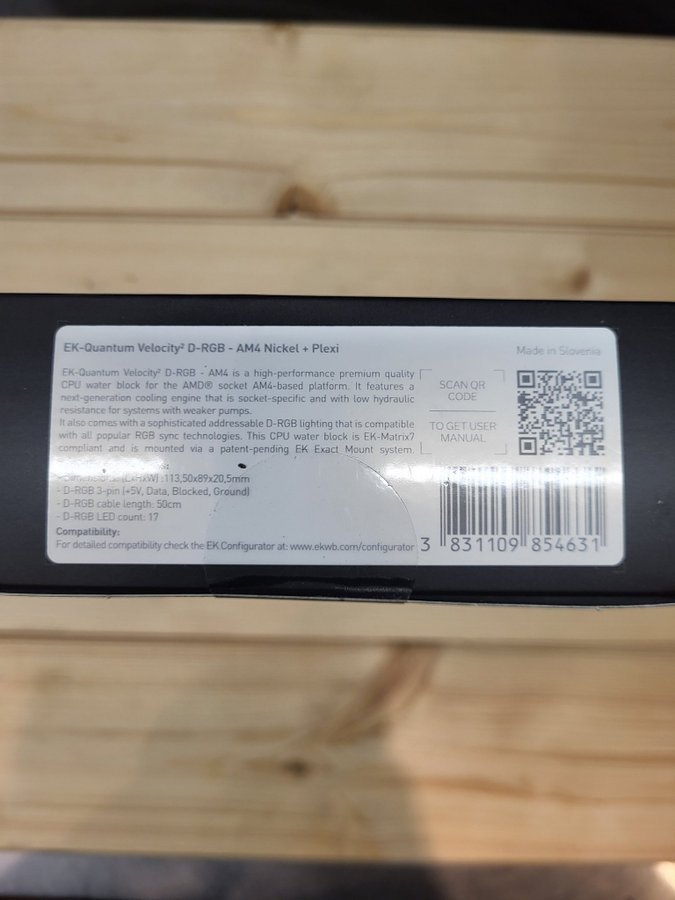 EK-Quantum Velocity² D-RGB - AM4 Nickel + Plexi
Made in Slovenia
EK-Quantum Velocity² D-RGB - AM4 is a high-performance premium quality
CPU water block for the AMD® socket AM4-based platform. It features a
next-generation cooling engine that is socket-specific and with low hydraulic
resistance for systems with weaker pumps.
It also comes with a sophisticated addressable D-RGB lighting that is compatible
with all popular RGB sync technologies. This CPU water block is EK-Matrix7
compliant and is mounted via a patent-pending EK Exact Mount system.
- Dimensions: (LxHxW) :113,50x89x20,5mm
- D-RGB 3-pin (+5V, Data, Blocked, Ground)
- D-RGB cable length: 50cm
- D-RGB LED count: 17
Compatibility:
For detailed compatibility check the EK Configurator at: www.ekwb.com/configurator
SCAN QR
CODE
TO GET USER
MANUAL
3 831109 854631